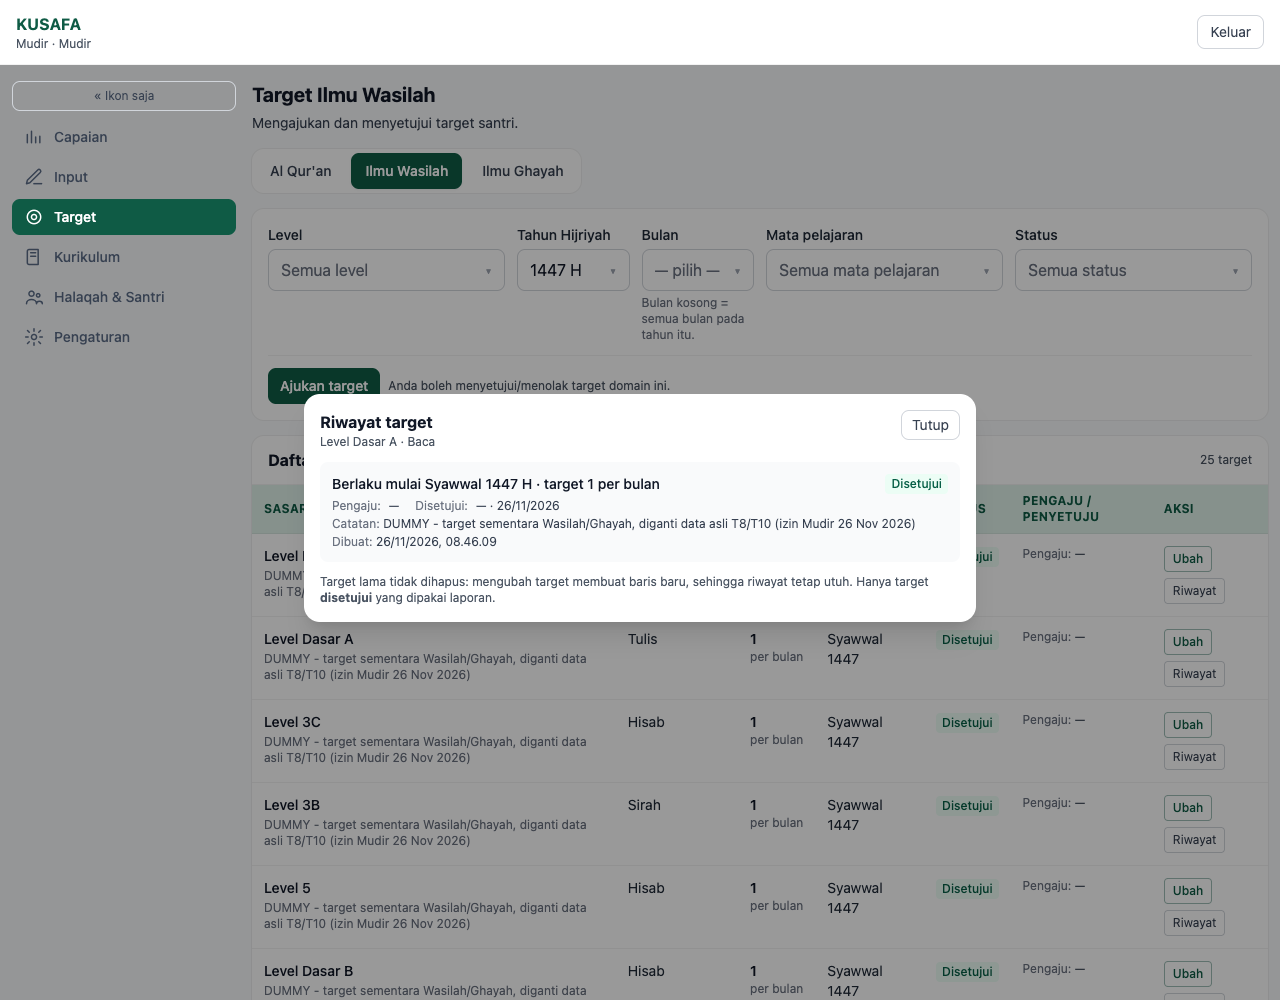 KUSAFA
Mudir · Mudir
Keluar
« Ikon saja
Capaian
Input
Target
Kurikulum
Halaqah & Santri
Pengaturan
Target Ilmu Wasilah
Mengajukan dan menyetujui target santri.
Al Qur'an
Ilmu Wasilah
Ilmu Ghayah
Level
Semua level
Tahun Hijriyah
1447 H
Bulan
— pilih —
Bulan kosong =
semua bulan pada
tahun itu.
Mata pelajaran
Semua mata pelajaran
Status
Semua status
Ajukan target
Anda boleh menyetujui/menolak target domain ini.
Riwayat target
Level Dasar A · Baca
Tutup
Berlaku mulai Syawwal 1447 H · target 1 per bulan
Disetujui
Pengaju: — Disetujui: — · 26/11/2026
Catatan: DUMMY - target sementara Wasilah/Ghayah, diganti data asli T8/T10 (izin Mudir 26 Nov 2026)
Dibuat: 26/11/2026, 08.46.09
Target lama tidak dihapus: mengubah target membuat baris baru, sehingga riwayat tetap utuh. Hanya target
disetujui yang dipakai laporan.
25 target
PENGAJU /
PENYETUJU
AKSI
Level
Pengaju: —
Ubah
Riwayat
Level Dasar A
DUMMY - target sementara Wasilah/Ghayah, diganti data
asli T8/T10 (izin Mudir 26 Nov 2026)
Tulis
1
per bulan
Syawwal
1447
Disetujui
Pengaju: —
Ubah
Riwayat
Level 3C
DUMMY - target sementara Wasilah/Ghayah, diganti data
asli T8/T10 (izin Mudir 26 Nov 2026)
Hisab
1
per bulan
Syawwal
1447
Disetujui
Pengaju: —
Ubah
Riwayat
Level 3B
DUMMY - target sementara Wasilah/Ghayah, diganti data
asli T8/T10 (izin Mudir 26 Nov 2026)
Sirah
1
per bulan
Syawwal
1447
Disetujui
Pengaju: —
Ubah
Riwayat
Level 5
DUMMY - target sementara Wasilah/Ghayah, diganti data
asli T8/T10 (izin Mudir 26 Nov 2026)
Hisab
1
per bulan
Syawwal
1447
Disetujui
Pengaju: —
Ubah
Riwayat
Level Dasar B
DUMMY - target sementara Wasilah/Ghayah, diganti data
Hisab
1
per bulan
Syawwal
1447
Disetujui
Pengaju: —
Ubah